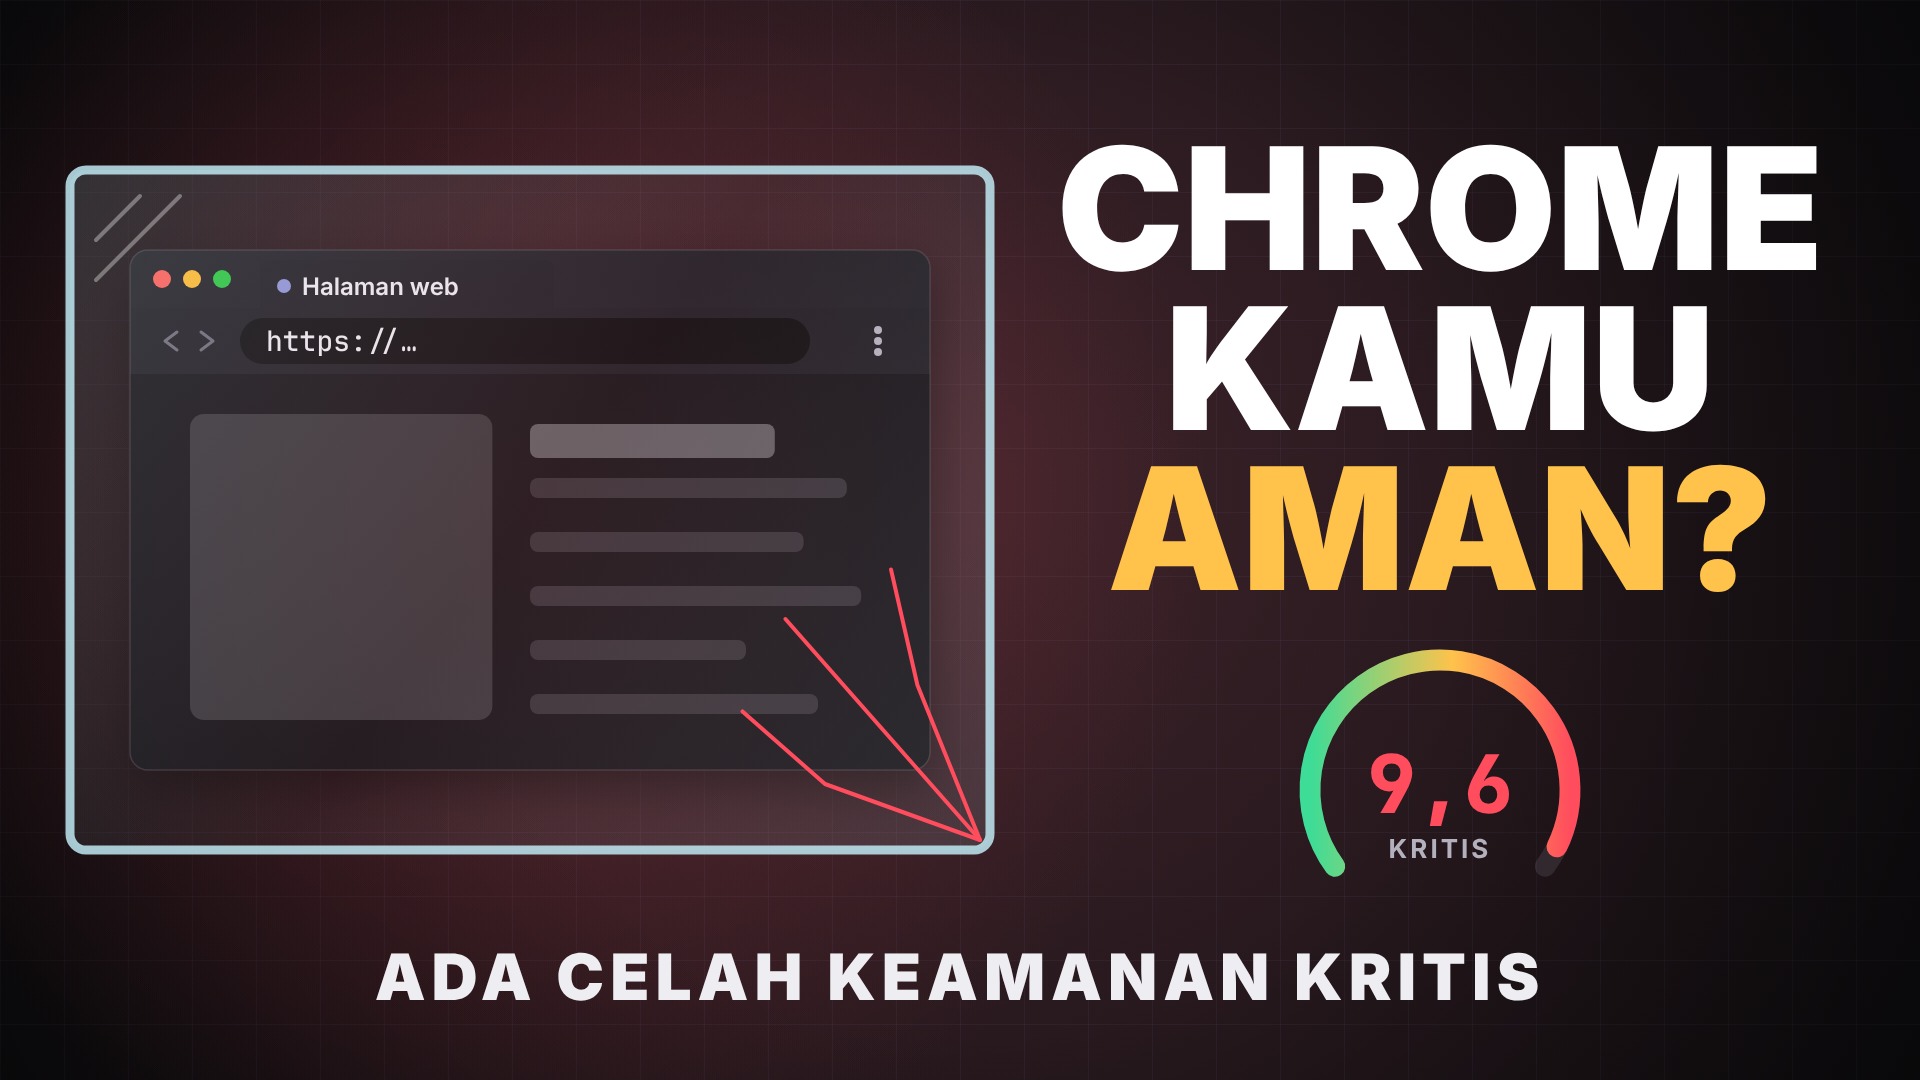 Halaman web
https://…
CHROME
KAMU
AMAN?
9,6
KRITIS
ADA CELAH KEAMANAN KRITIS